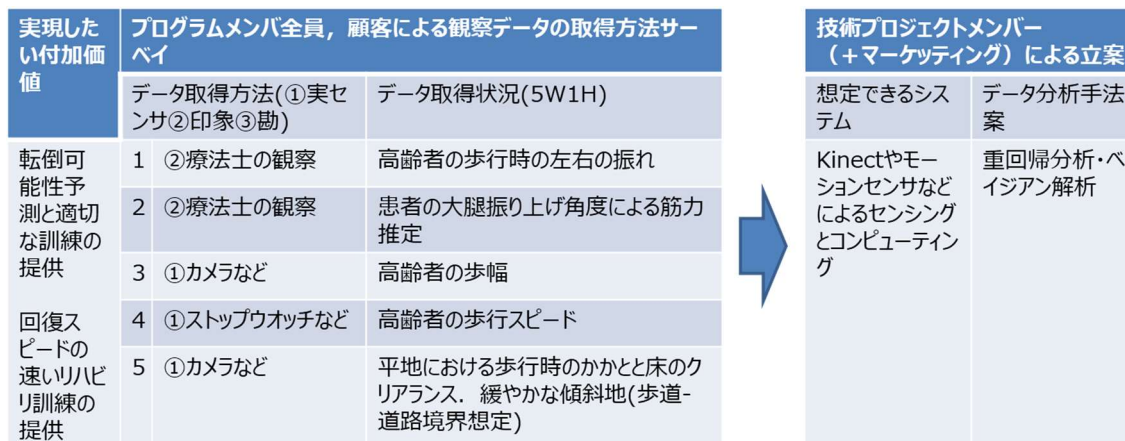 実現した
い付加価
値
プログラムメンバ全員，顧客による観察データの取得方法サー
ベイ
データ取得方法(①実セ
ンサ②印象③勘)
データ取得状況(5W1H)
転倒可
能性予
測と適切
な訓練の
提供
回復ス
ピードの
速いリハビ
リ訓練の
提供
1 ②療法士の観察 高齢者の歩行時の左右の振れ
2 ②療法士の観察 患者の大腿振り上げ角度による筋力
推定
3 ①カメラなど 高齢者の歩幅
4 ①ストップウオッチなど 高齢者の歩行スピード
5 ①カメラなど 平地における歩行時のかかとと床のク
リアランス．緩やかな傾斜地(歩道-
道路境界想定)
技術プロジェクトメンバー
（+マーケッティング）による立案
想定できるシス
テム
データ分析手法
案
Kinectやモー
ションセンサなど
によるセンシング
とコンピューティン
グ
重回帰分析・ベ
イジアン解析